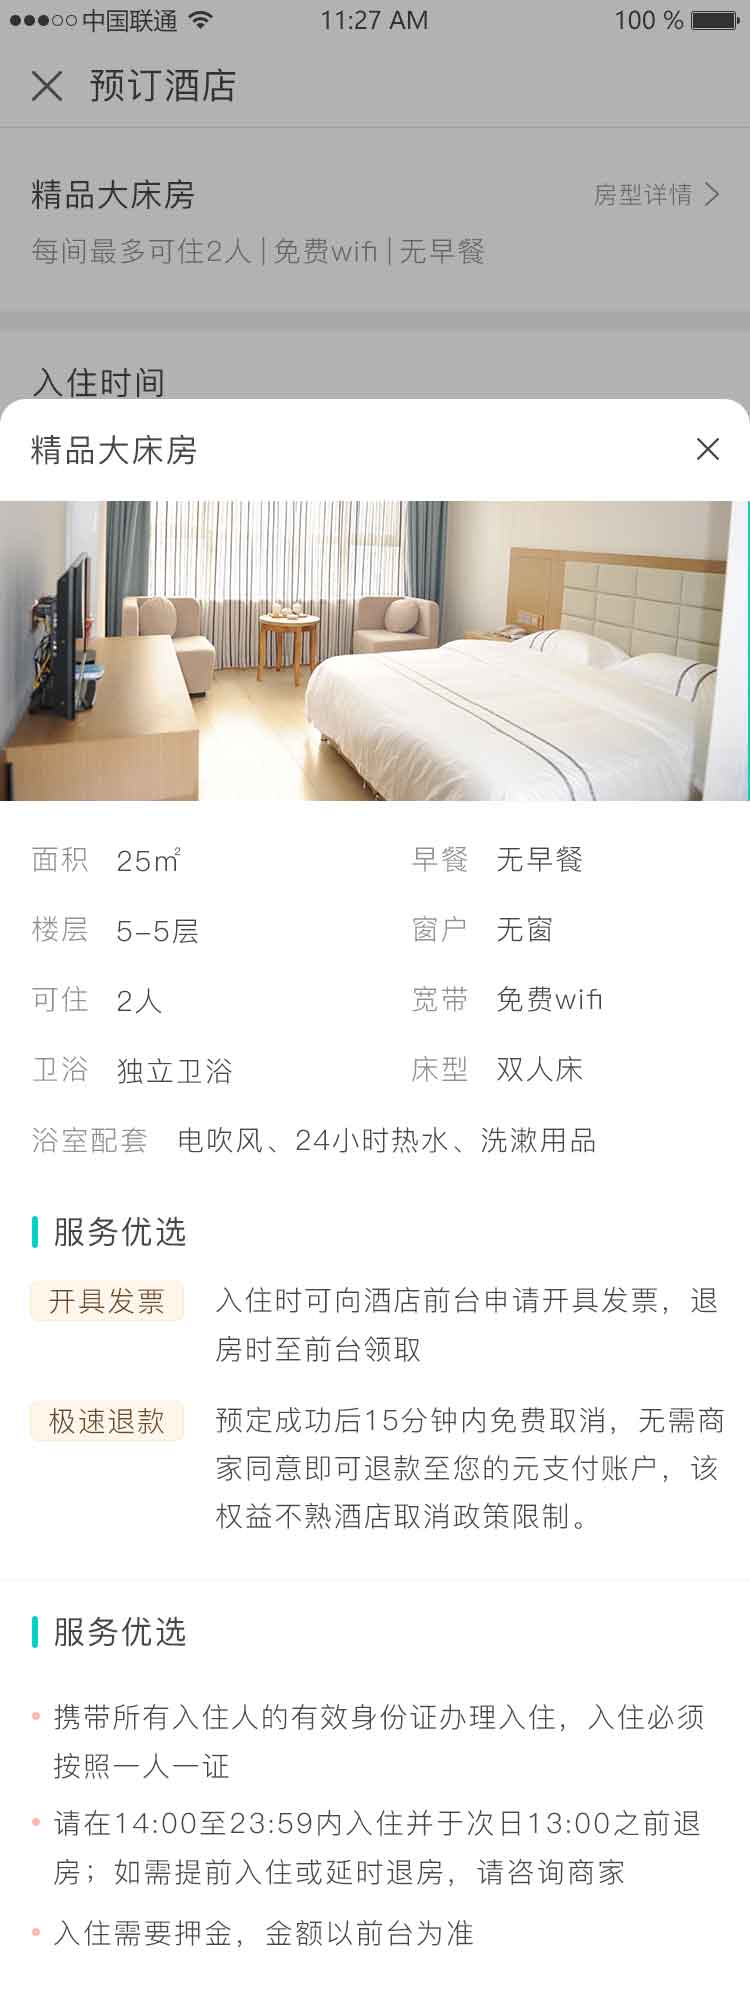 中国联通 11:27 AM 100 %
预订酒店
精品大床房 房型详情
每间最多可住2人|免费wifi|无早餐
入住时间
精品大床房
面积 25㎡ 早餐 无早餐
楼层 5-5层 窗户 无窗
可住 2人 宽带 免费wifi
卫浴 独立卫浴 床型 双人床
浴室配套 电吹风、24小时热水、洗漱用品
服务优选
开具发票 入住时可向酒店前台申请开具发票，退
房时至前台领取
极速退款 预定成功后15分钟内免费取消，无需商
家同意即可退款至您的元支付账户，该
权益不熟酒店取消政策限制。
服务优选
携带所有入住人的有效身份证办理入住，入住必须
按照一人一证
请在14:00至23:59内入住并于次日13:00之前退
房；如需提前入住或延时退房，请咨询商家
入住需要押金，金额以前台为准